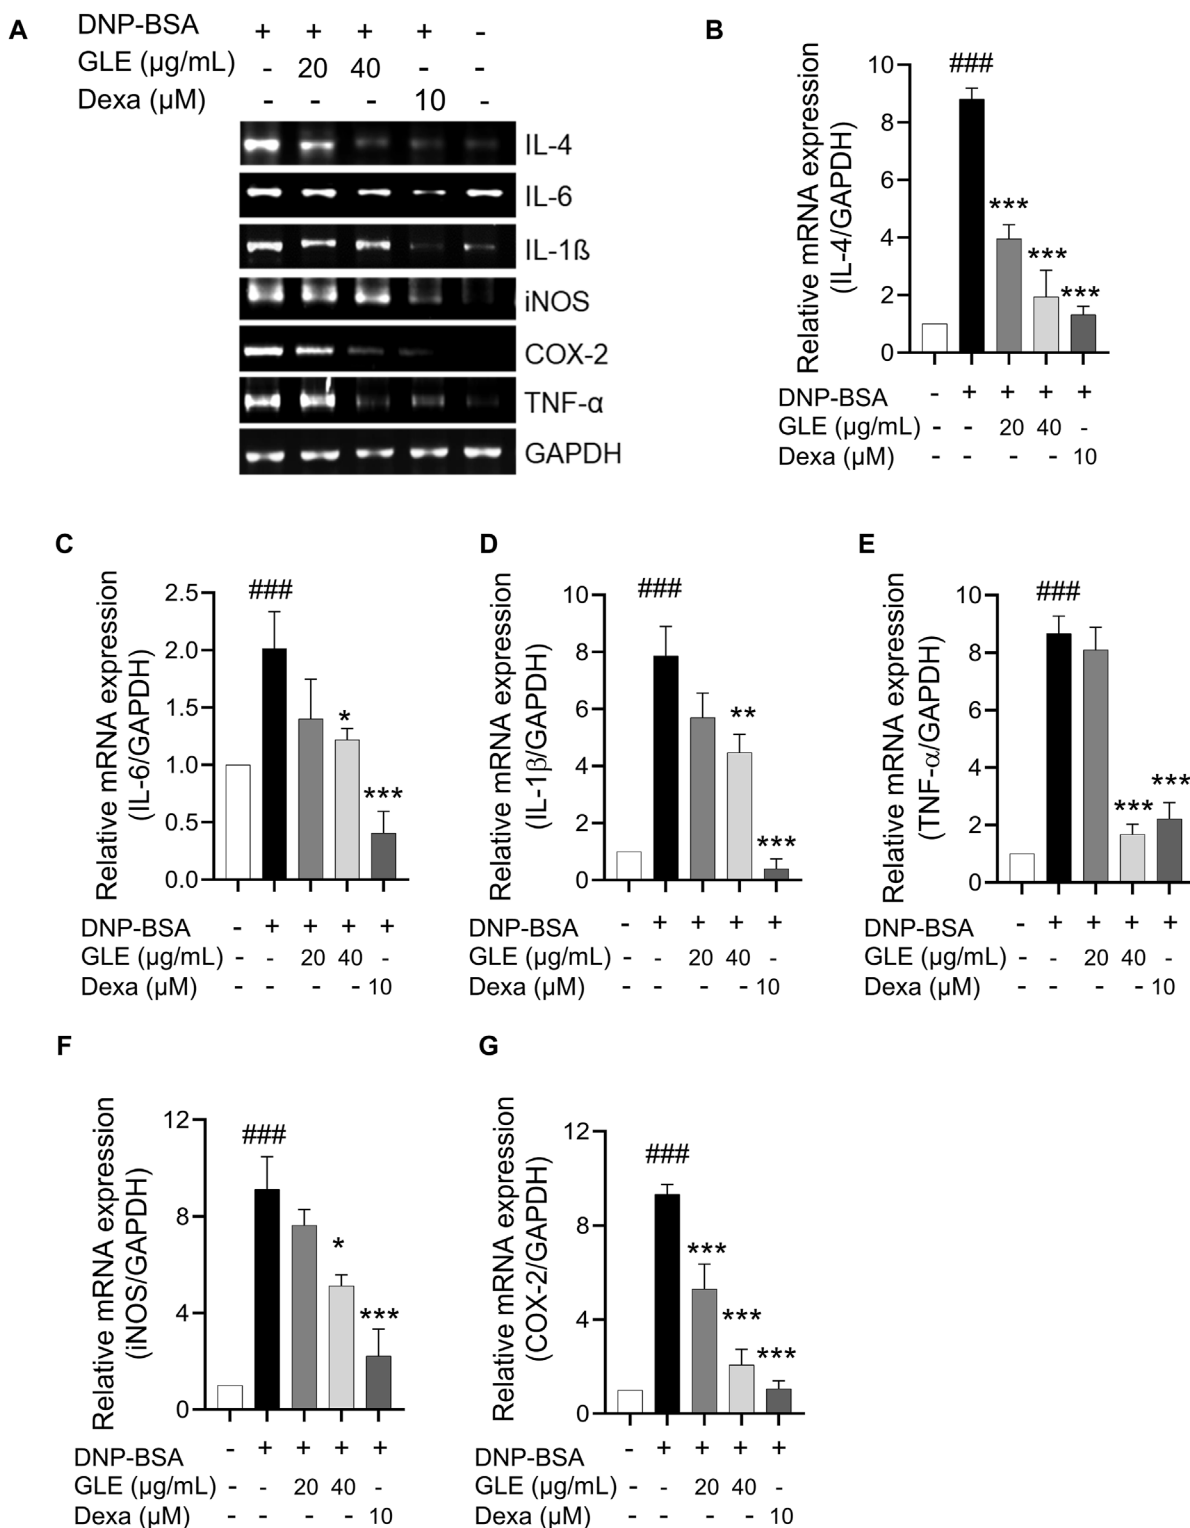 A
DNP-BSA + + + + -
GLE (μg/mL) - 20 40 - -
Dexa (μM) - - - 10 -
IL-4
IL-6
IL-1ß
iNOS
COX-2
TNF-α
GAPDH
B
Relative mRNA expression
(IL-4/GAPDH)
10
8
6
4
2
0
###
***
***
***
DNP-BSA - + + + +
GLE (μg/mL) - - 20 40 -
Dexa (μM) - - - - 10
C
Relative mRNA expression
(IL-6/GAPDH)
2.5
2.0
1.5
1.0
0.5
0.0
###
*
***
DNP-BSA - + + + +
GLE (μg/mL) - - 20 40 -
Dexa (μM) - - - - 10
D
Relative mRNA expression
(IL-1β/GAPDH)
10
8
6
4
2
0
###
**
***
DNP-BSA - + + + +
GLE (μg/mL) - - 20 40 -
Dexa (μM) - - - - 10
E
Relative mRNA expression
(TNF-α/GAPDH)
10
8
6
4
2
0
###
***
***
DNP-BSA - + + + +
GLE (μg/mL) - - 20 40 -
Dexa (μM) - - - - 10
F
Relative mRNA expression
(iNOS/GAPDH)
12
8
4
0
###
*
***
DNP-BSA - + + + +
GLE (μg/mL) - - 20 40 -
Dexa (μM) - - - - 10
G
Relative mRNA expression
(COX-2/GAPDH)
12
8
4
0
###
***
***
***
DNP-BSA - + + + +
GLE (μg/mL) - - 20 40 -
Dexa (μM) - - - - 10